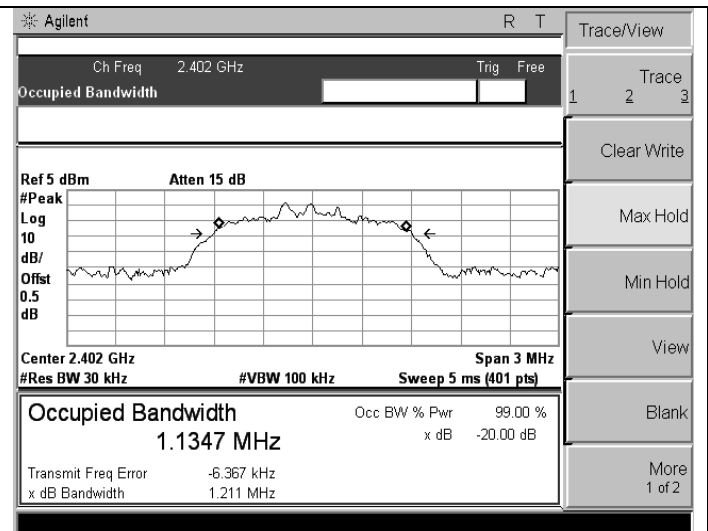 Agilent R T
Ch Freq 2.402 GHz Trig Free
Occupied Bandwidth
Ref 5 dBm Atten 15 dB
#Peak
Log
10
dB/
Offst
0.5
dB
Center 2.402 GHz Span 3 MHz
#Res BW 30 kHz #VBW 100 kHz Sweep 5 ms (401 pts)
Occupied Bandwidth Occ BW % Pwr 99.00 %
1.1347 MHz x dB -20.00 dB
Transmit Freq Error -6.367 kHz
x dB Bandwidth 1.211 MHz
Trace/View
Trace
1 2 3
Clear Write
Max Hold
Min Hold
View
Blank
More
1 of 2